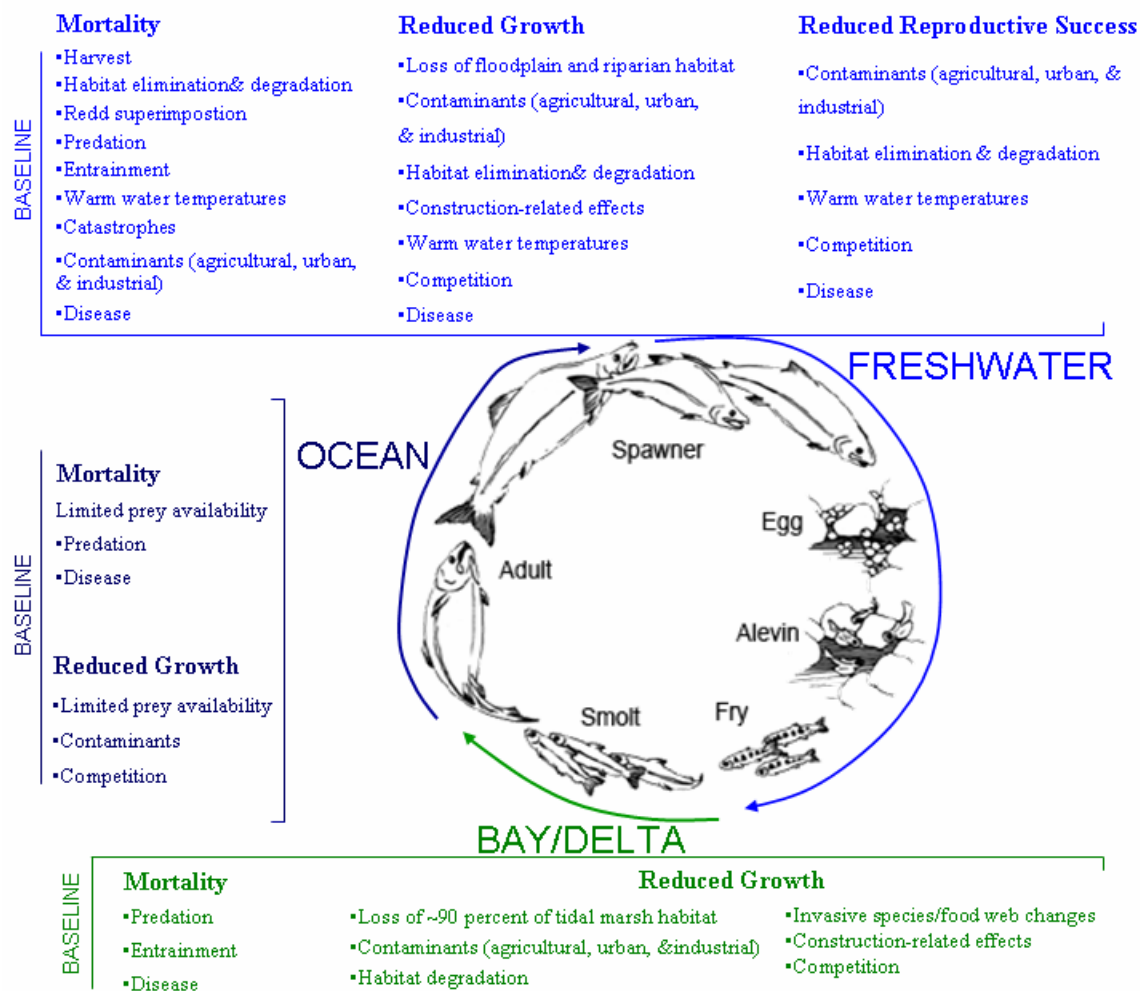 Mortality
▪Harvest
▪Habitat elimination& degradation
▪Redd superimpostion
▪Predation
▪Entrainment
▪Warm water temperatures
▪Catastrophes
▪Contaminants (agricultural, urban,
& industrial)
▪Disease
Reduced Growth
▪Loss of floodplain and riparian habitat
▪Contaminants (agricultural, urban,
& industrial)
▪Habitat elimination& degradation
▪Construction-related effects
▪Warm water temperatures
▪Competition
▪Disease
Reduced Reproductive Success
▪Contaminants (agricultural, urban, &
industrial)
▪Habitat elimination & degradation
▪Warm water temperatures
▪Competition
▪Disease
BASELINE
FRESHWATER
OCEAN
Spawner
Egg
Alevin
Fry
Smolt
Adult
BASELINE
Mortality
Limited prey availability
▪Predation
▪Disease
Reduced Growth
▪Limited prey availability
▪Contaminants
▪Competition
BAY/DELTA
BASELINE
Mortality
▪Predation
▪Entrainment
▪Disease
Reduced Growth
▪Loss of ~90 percent of tidal marsh habitat
▪Contaminants (agricultural, urban, &industrial)
▪Habitat degradation
▪Invasive species/food web changes
▪Construction-related effects
▪Competition